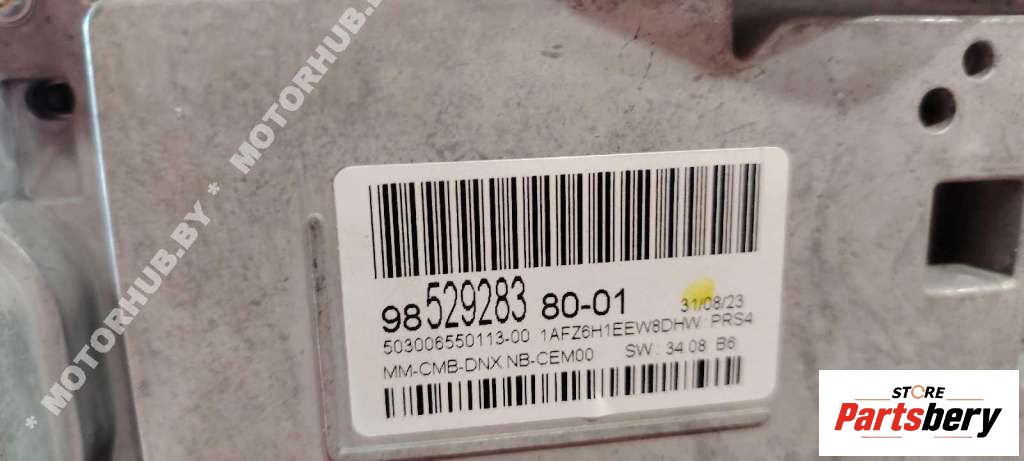 * MOTORHUB.BY * MOTORHUB.BY
98 529283 80-01 31/08/23
503006550113-00 1AFZ6H1EEW8DHW PRS4
MM-CMB-DNX NB-CEM00 SW : 34.08 B6
STORE
Partsbery